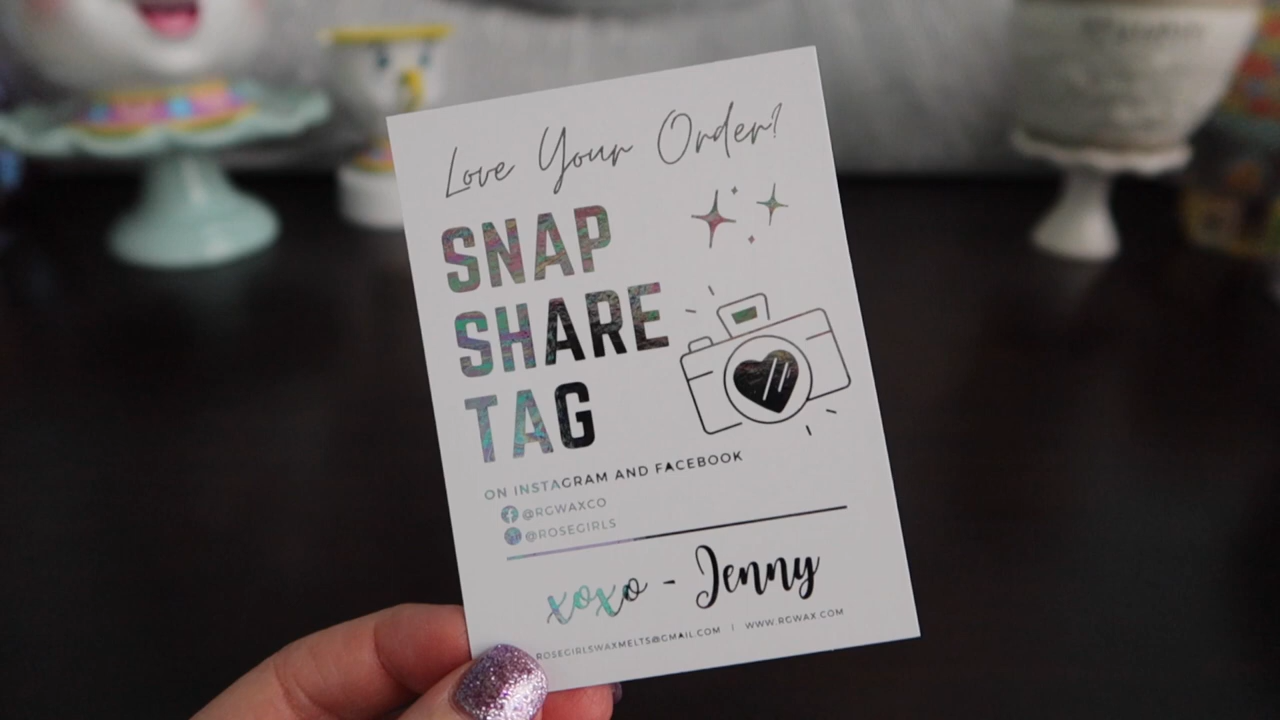 Love Your Order?
SNAP
SHARE
TAG
ON INSTAGRAM AND FACEBOOK
@RGWAXCO
@ROSEGIRLS
xoxo - Jenny
ROSEGIRLSWAXMELTS@GMAIL.COM | WWW.RGWAX.COM